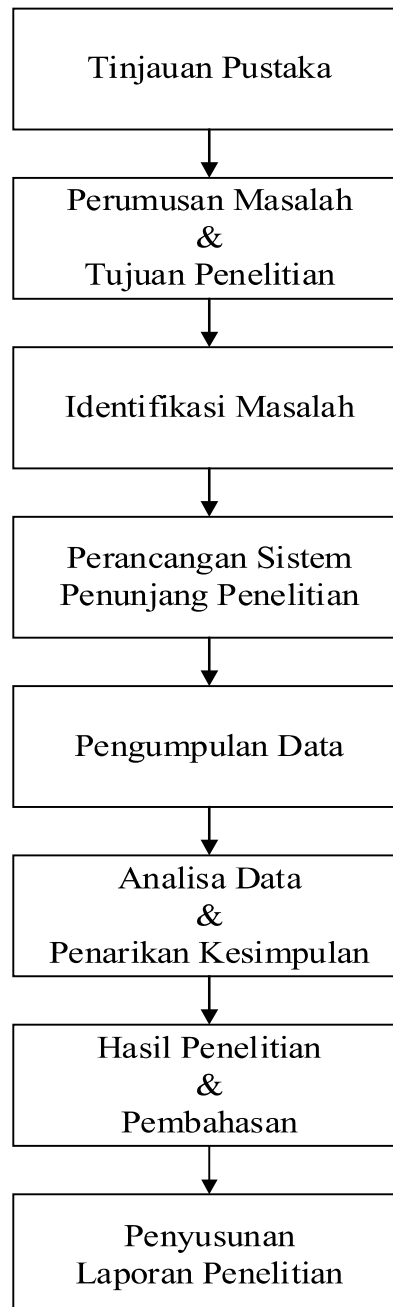 Tinjauan Pustaka
Perumusan Masalah
&
Tujuan Penelitian
Identifikasi Masalah
Perancangan Sistem
Penunjang Penelitian
Pengumpulan Data
Analisa Data
&
Penarikan Kesimpulan
Hasil Penelitian
&
Pembahasan
Penyusunan
Laporan Penelitian